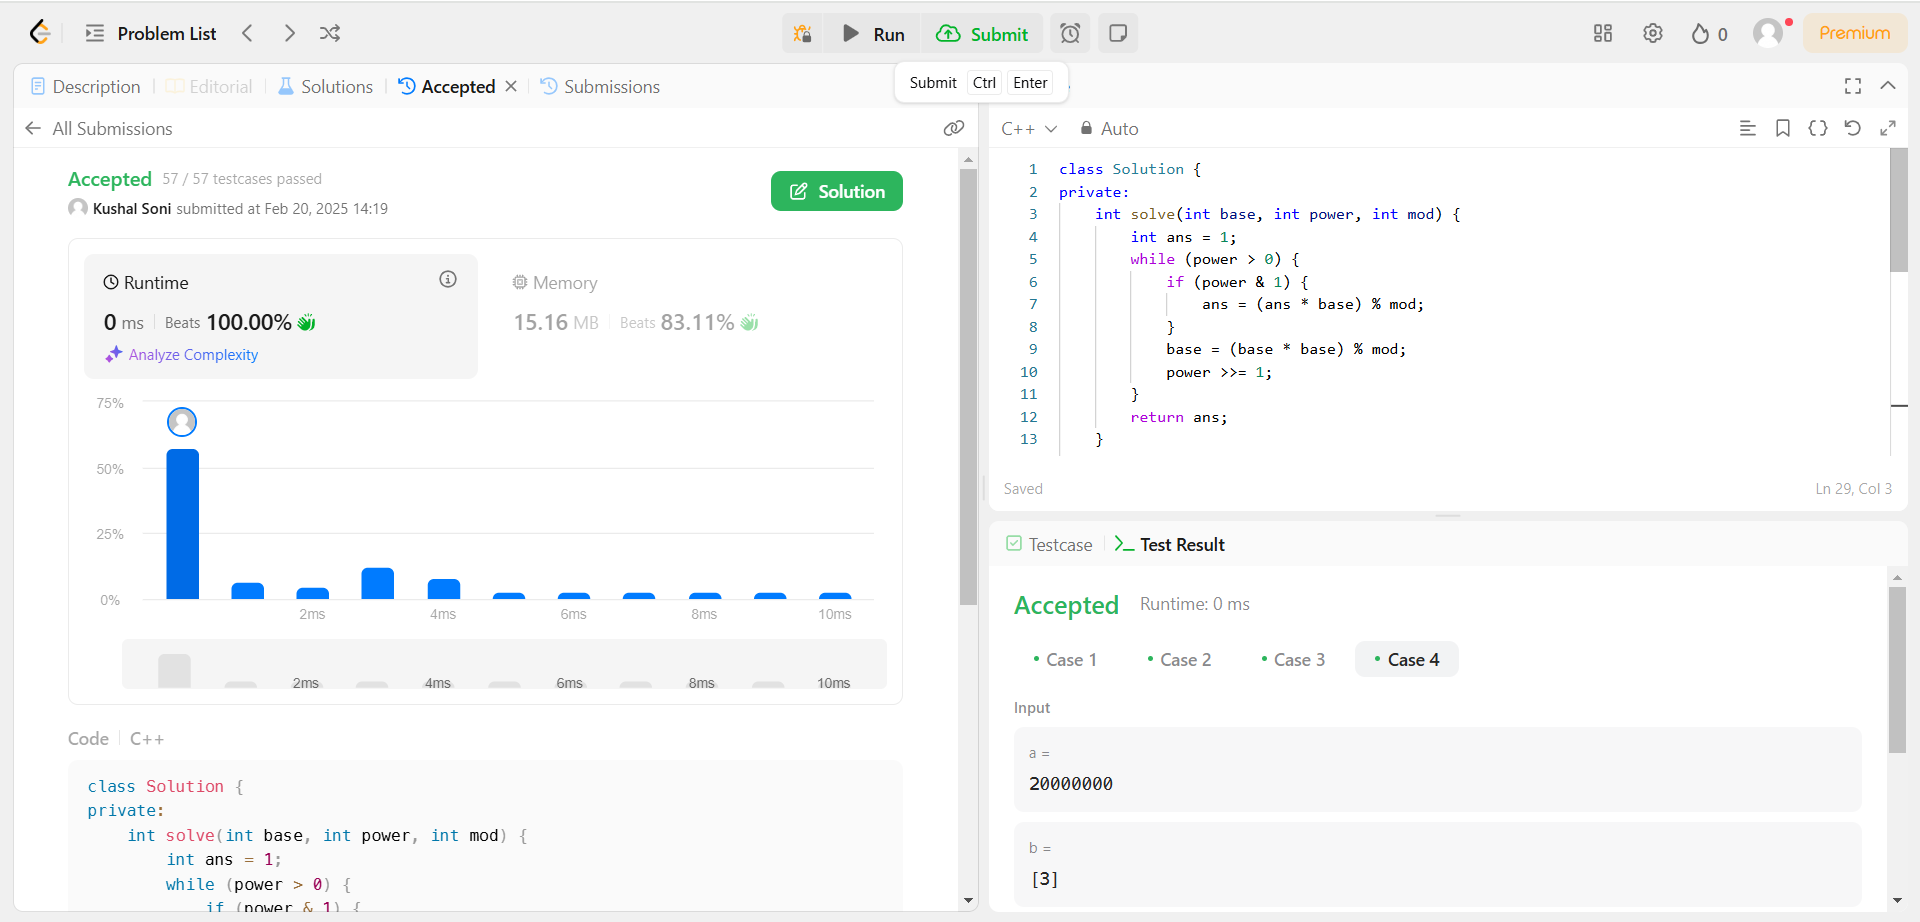 Problem List
Run
Submit
0
Premium
Description
Editorial
Solutions
Accepted
Submissions
Submit Ctrl Enter
All Submissions
Accepted 57 / 57 testcases passed
Kushal Soni submitted at Feb 20, 2025 14:19
Solution
Runtime
0 ms Beats 100.00%
Analyze Complexity
Memory
15.16 MB Beats 83.11%
75%
50%
25%
0%
2ms 4ms 6ms 8ms 10ms
2ms 4ms 6ms 8ms 10ms
Code C++
class Solution {
private:
    int solve(int base, int power, int mod) {
        int ans = 1;
        while (power > 0) {
            if (power & 1) {
C++ Auto
1 class Solution {
2 private:
3     int solve(int base, int power, int mod) {
4         int ans = 1;
5         while (power > 0) {
6             if (power & 1) {
7                 ans = (ans * base) % mod;
8             }
9             base = (base * base) % mod;
10             power >>= 1;
11         }
12         return ans;
13     }
Saved
Ln 29, Col 3
Testcase
Test Result
Accepted Runtime: 0 ms
Case 1
Case 2
Case 3
Case 4
Input
a =
20000000
b =
[3]